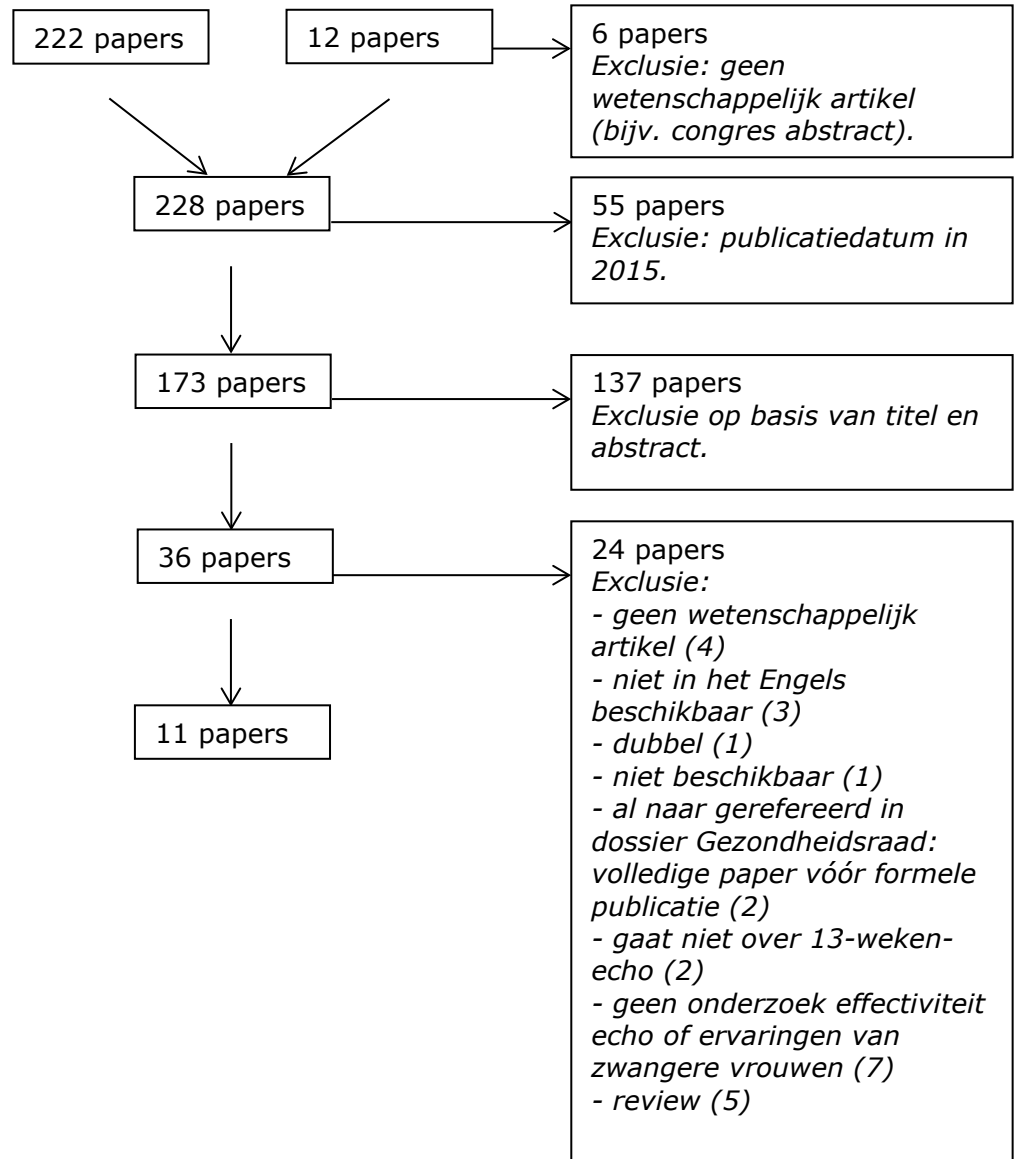 222 papers
12 papers
6 papers
Exclusie: geen
wetenschappelijk artikel
(bijv. congres abstract).
228 papers
55 papers
Exclusie: publicatiedatum in
2015.
173 papers
137 papers
Exclusie op basis van titel en
abstract.
36 papers
24 papers
Exclusie:
- geen wetenschappelijk
artikel (4)
- niet in het Engels
beschikbaar (3)
- dubbel (1)
- niet beschikbaar (1)
- al naar gerefereerd in
dossier Gezondheidsraad:
volledige paper vóór formele
publicatie (2)
- gaat niet over 13-weken-
echo (2)
- geen onderzoek effectiviteit
echo of ervaringen van
zwangere vrouwen (7)
- review (5)
11 papers